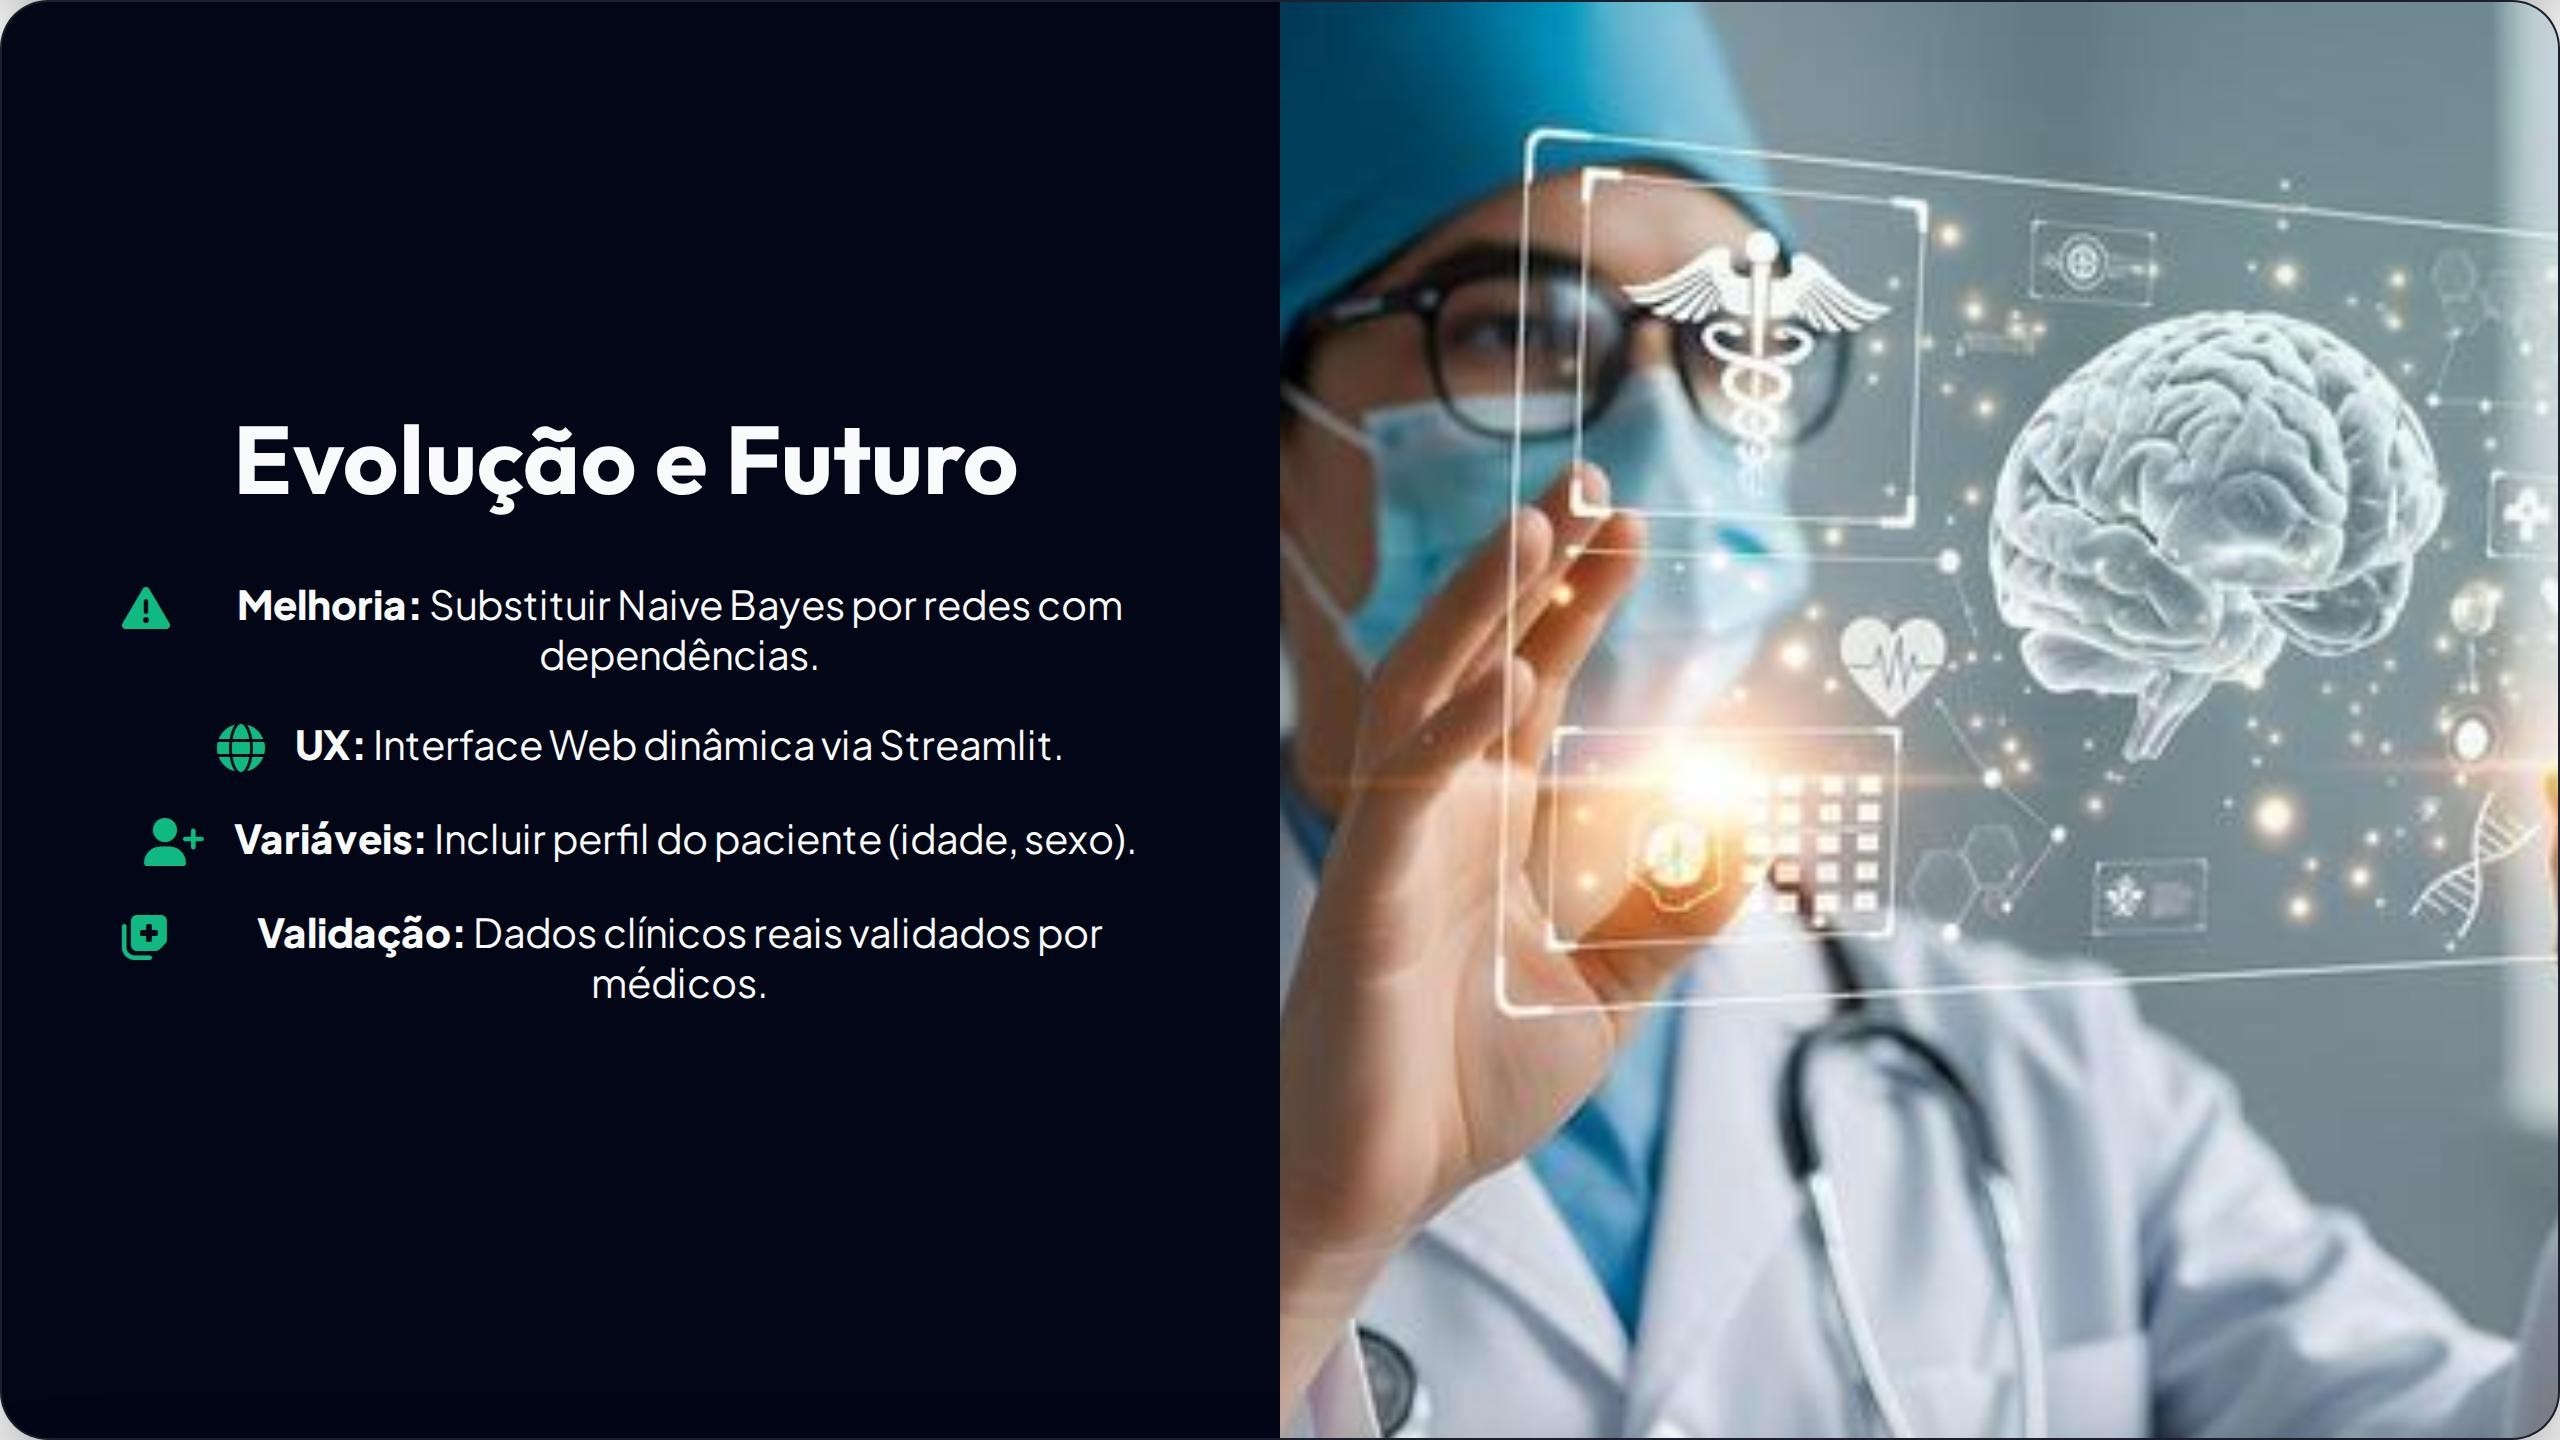 Evolução e Futuro
Melhoria: Substituir Naive Bayes por redes com
dependências.
UX: Interface Web dinâmica via Streamlit.
Variáveis: Incluir perfil do paciente (idade, sexo).
Validação: Dados clínicos reais validados por
médicos.